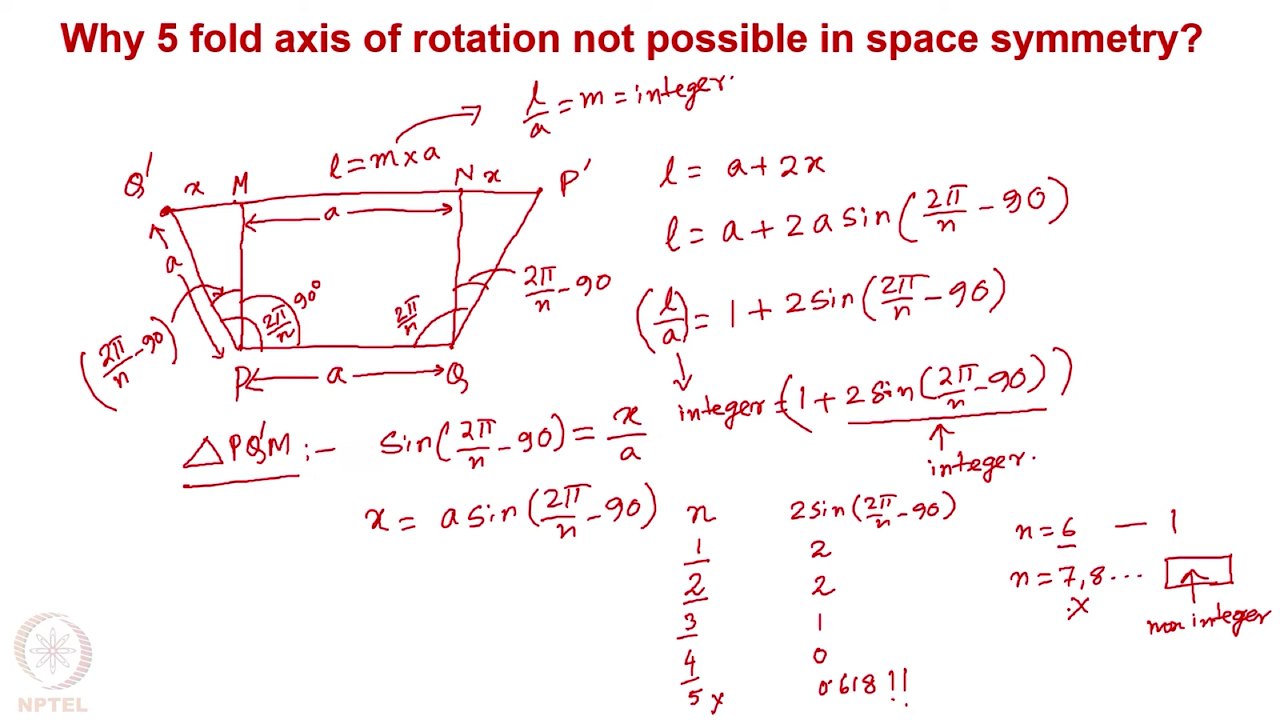 Why 5 fold axis of rotation not possible in space symmetry?
l/a = m = integer.
l = m × a
Q' x M N x P'
a
a
(2π/n - 90)
2π/n
90°
2π/n
2π/n - 90
P a Q
△PQ'M :- sin(2π/n - 90) = x/a
x = a sin(2π/n - 90)
l = a + 2x
l = a + 2a sin(2π/n - 90)
(l/a) = 1 + 2 sin(2π/n - 90)
integer = (1 + 2 sin(2π/n - 90))
integer.
n 2 sin(2π/n - 90)
1 2
2 2
3 1
4 0
5 x 0.618!!
n = 6 — 1
n = 7, 8 ...
x
non integer
NPTEL